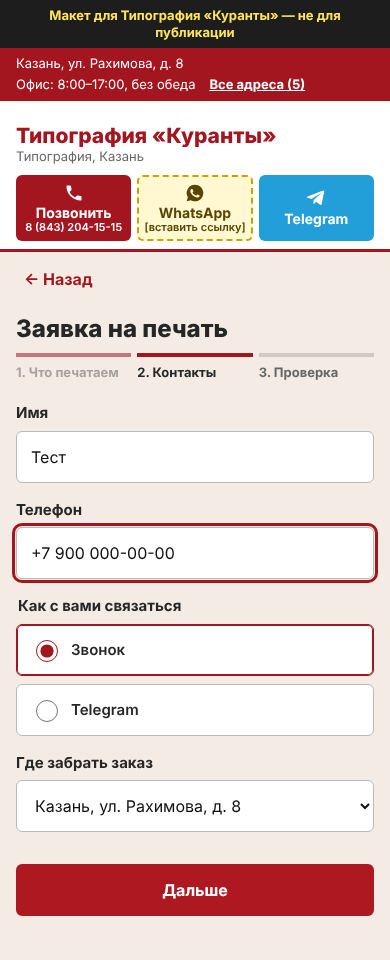 Макет для Типография «Куранты» — не для
публикации
Казань, ул. Рахимова, д. 8
Офис: 8:00–17:00, без обеда Все адреса (5)
Типография «Куранты»
Типография, Казань
Позвонить
8 (843) 204-15-15
WhatsApp
[вставить ссылку]
Telegram
← Назад
Заявка на печать
1. Что печатаем
2. Контакты
3. Проверка
Имя
Тест
Телефон
+7 900 000-00-00
Как с вами связаться
Звонок
Telegram
Где забрать заказ
Казань, ул. Рахимова, д. 8
Дальше